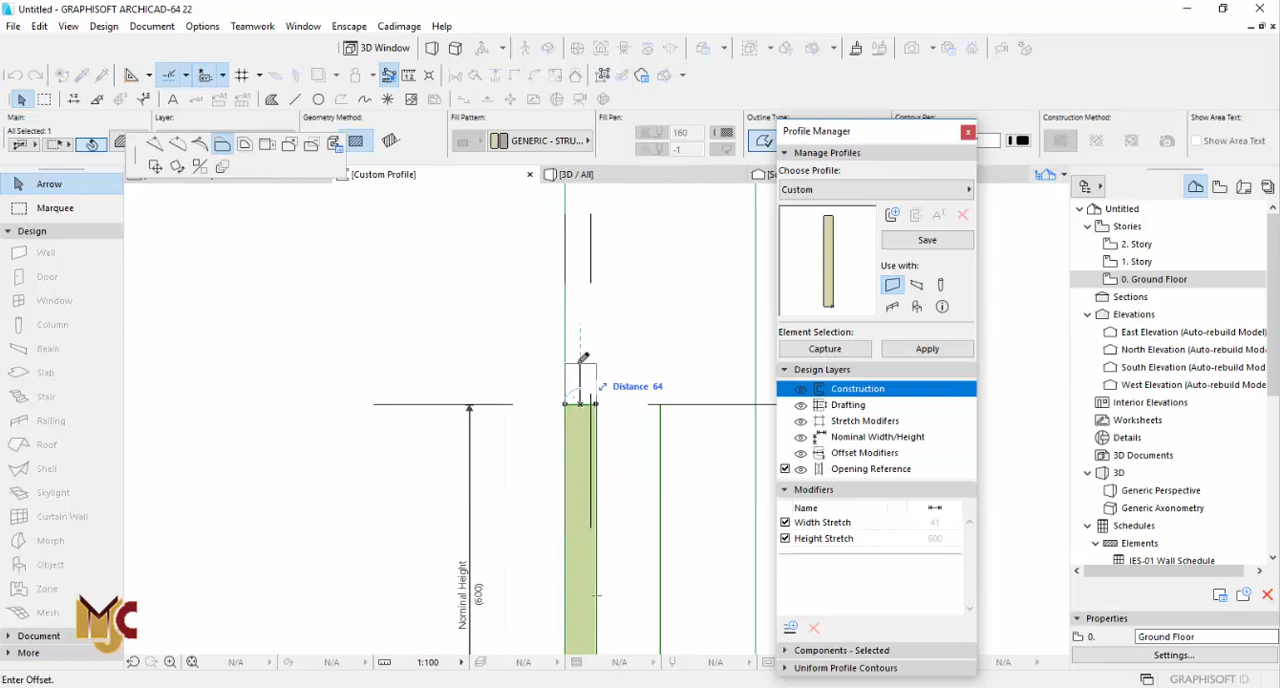 Untitled - GRAPHISOFT ARCHICAD-64 22
File Edit View Design Document Options Teamwork Window Enscape Cadimage Help
3D Window
Main:
All Selected: 1
Layer:
Geometry Method:
Fill Pattern:
GENERIC - STRU...
Fill Pen:
160
-1
Outline Type:
Contour Pen:
Construction Method:
Show Area Text:
Show Area Text
Arrow
Marquee
Design
Wall
Door
Window
Column
Beam
Slab
Stair
Railling
Roof
Shell
Skylight
Curtain Wall
Morph
Object
Zone
Mesh
Document
More
[Custom Profile]
[3D / All]
Distance 64
Nominal Height
(600)
MJC
Profile Manager
Manage Profiles
Choose Profile:
Custom
Save
Use with:
Element Selection:
Capture
Apply
Design Layers
Construction
Drafting
Stretch Modifiers
Nominal Width/Height
Offset Modifiers
Opening Reference
Modifiers
Name
Width Stretch 41
Height Stretch 600
Components - Selected
Uniform Profile Contours
Untitled
Stories
2. Story
1. Story
0. Ground Floor
Sections
Elevations
East Elevation (Auto-rebuild Model)
North Elevation (Auto-rebuild Model)
South Elevation (Auto-rebuild Model)
West Elevation (Auto-rebuild Model)
Interior Elevations
Worksheets
Details
3D Documents
3D
Generic Perspective
Generic Axonometry
Schedules
Elements
IES-01 Wall Schedule
Properties
0. Ground Floor
Settings...
N/A N/A 1:100 N/A N/A N/A N/A
Enter Offset.
GRAPHISOFT ID